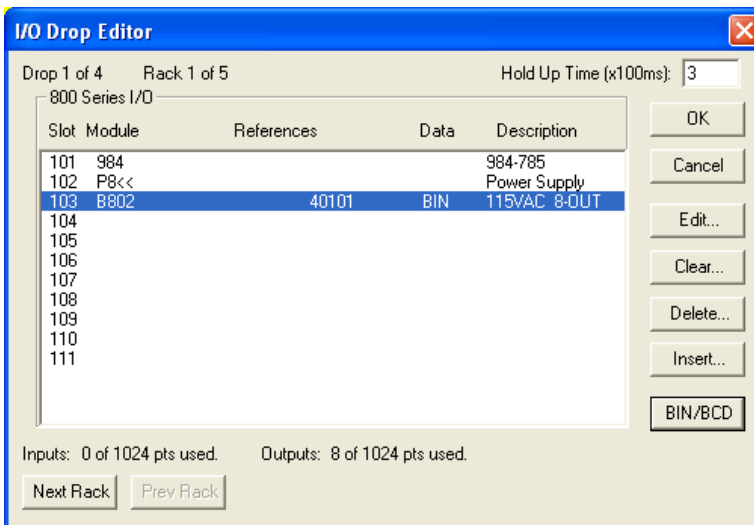 I/O Drop Editor
Drop 1 of 4 Rack 1 of 5 Hold Up Time (x100ms): 3
800 Series I/O
Slot Module References Data Description
101 984 984-785
102 P8<< Power Supply
103 B802 40101 BIN 115VAC 8-OUT
104
105
106
107
108
109
110
111
OK
Cancel
Edit...
Clear...
Delete...
Insert...
BIN/BCD
Inputs: 0 of 1024 pts used. Outputs: 8 of 1024 pts used.
Next Rack Prev Rack